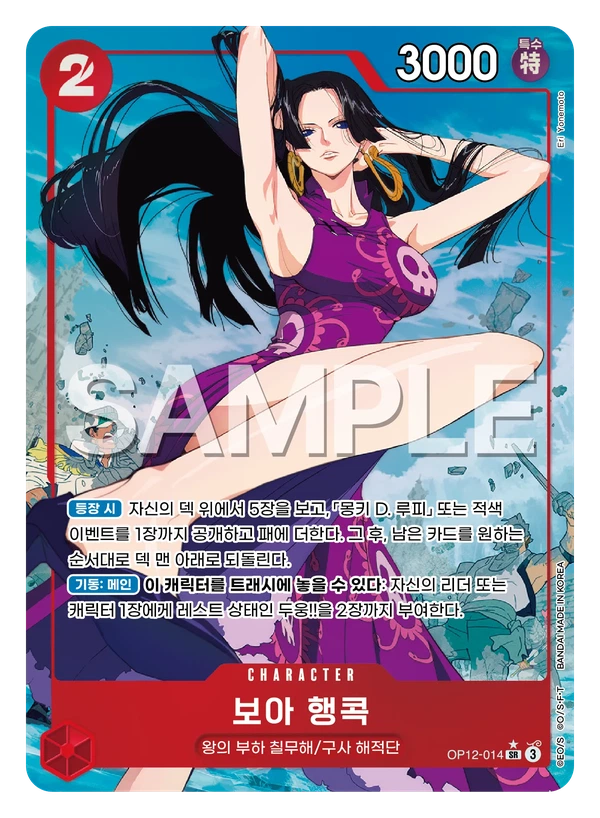 2
3000
특수
特
Eri Yonemoto
SAMPLE
등장 시 자신의 덱 위에서 5장을 보고, 「몽키 D. 루피」 또는 적색
이벤트를 1장까지 공개하고 패에 더한다. 그 후, 남은 카드를 원하는
순서대로 덱 맨 아래로 되돌린다.
기동: 메인 이 캐릭터를 트래시에 놓을 수 있다: 자신의 리더 또는
캐릭터 1장에게 레스트 상태인 두웅!!을 2장까지 부여한다.
CHARACTER
보아 행콕
왕의 부하 칠무해/구사 해적단
OP12-014 ★ SR 3
©E.O/S. ©O/S·F·T BANDAI MADE IN KOREA